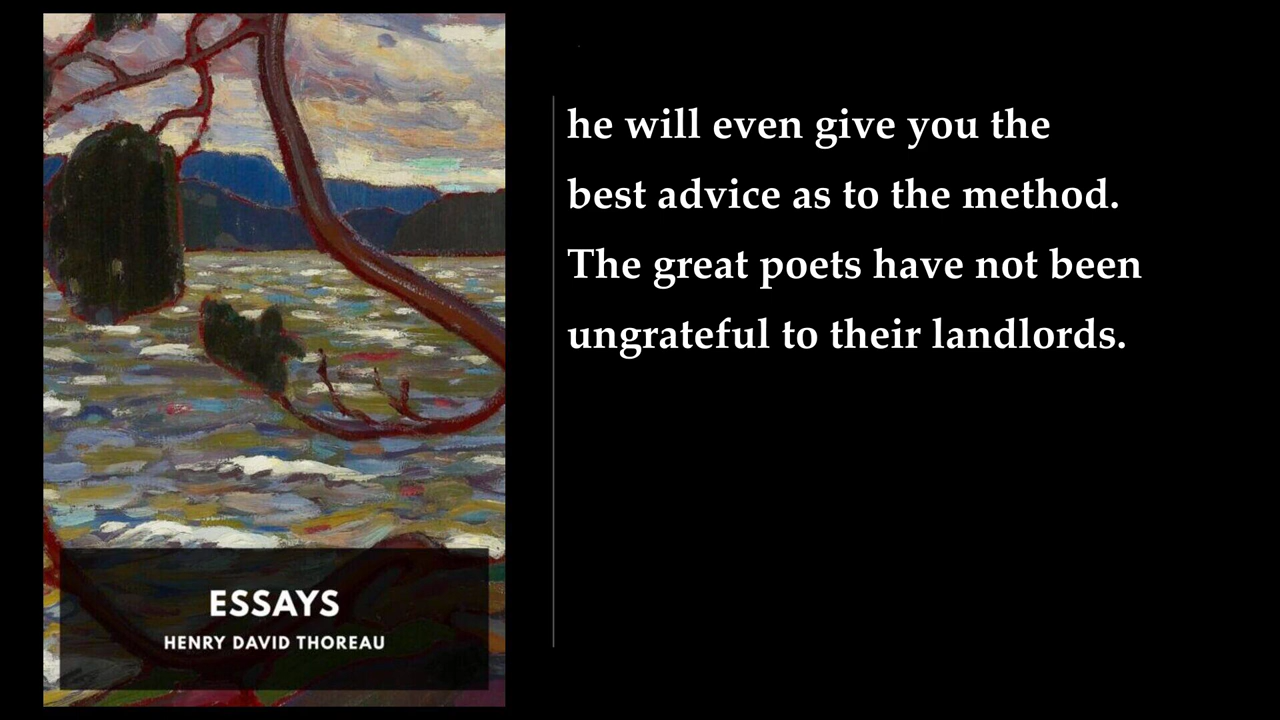 he will even give you the
best advice as to the method.
The great poets have not been
ungrateful to their landlords.
ESSAYS
HENRY DAVID THOREAU